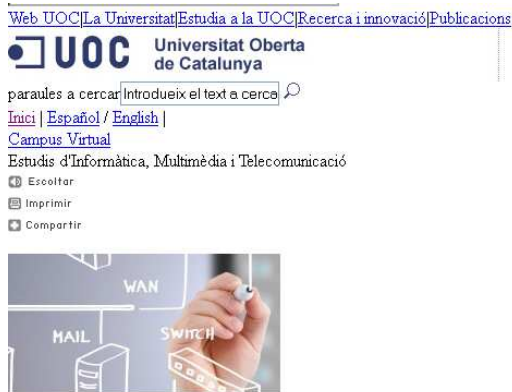 Web UOC|La Universitat|Estudia a la UOC|Recerca i innovació|Publicacions
UOC Universitat Oberta
de Catalunya
paraules a cercar Introdueix el text a cerca
Inici | Español / English |
Campus Virtual
Estudis d'Informàtica, Multimèdia i Telecomunicació
Escoltar
Imprimir
Compartir
WAN
MAIL SWITCH